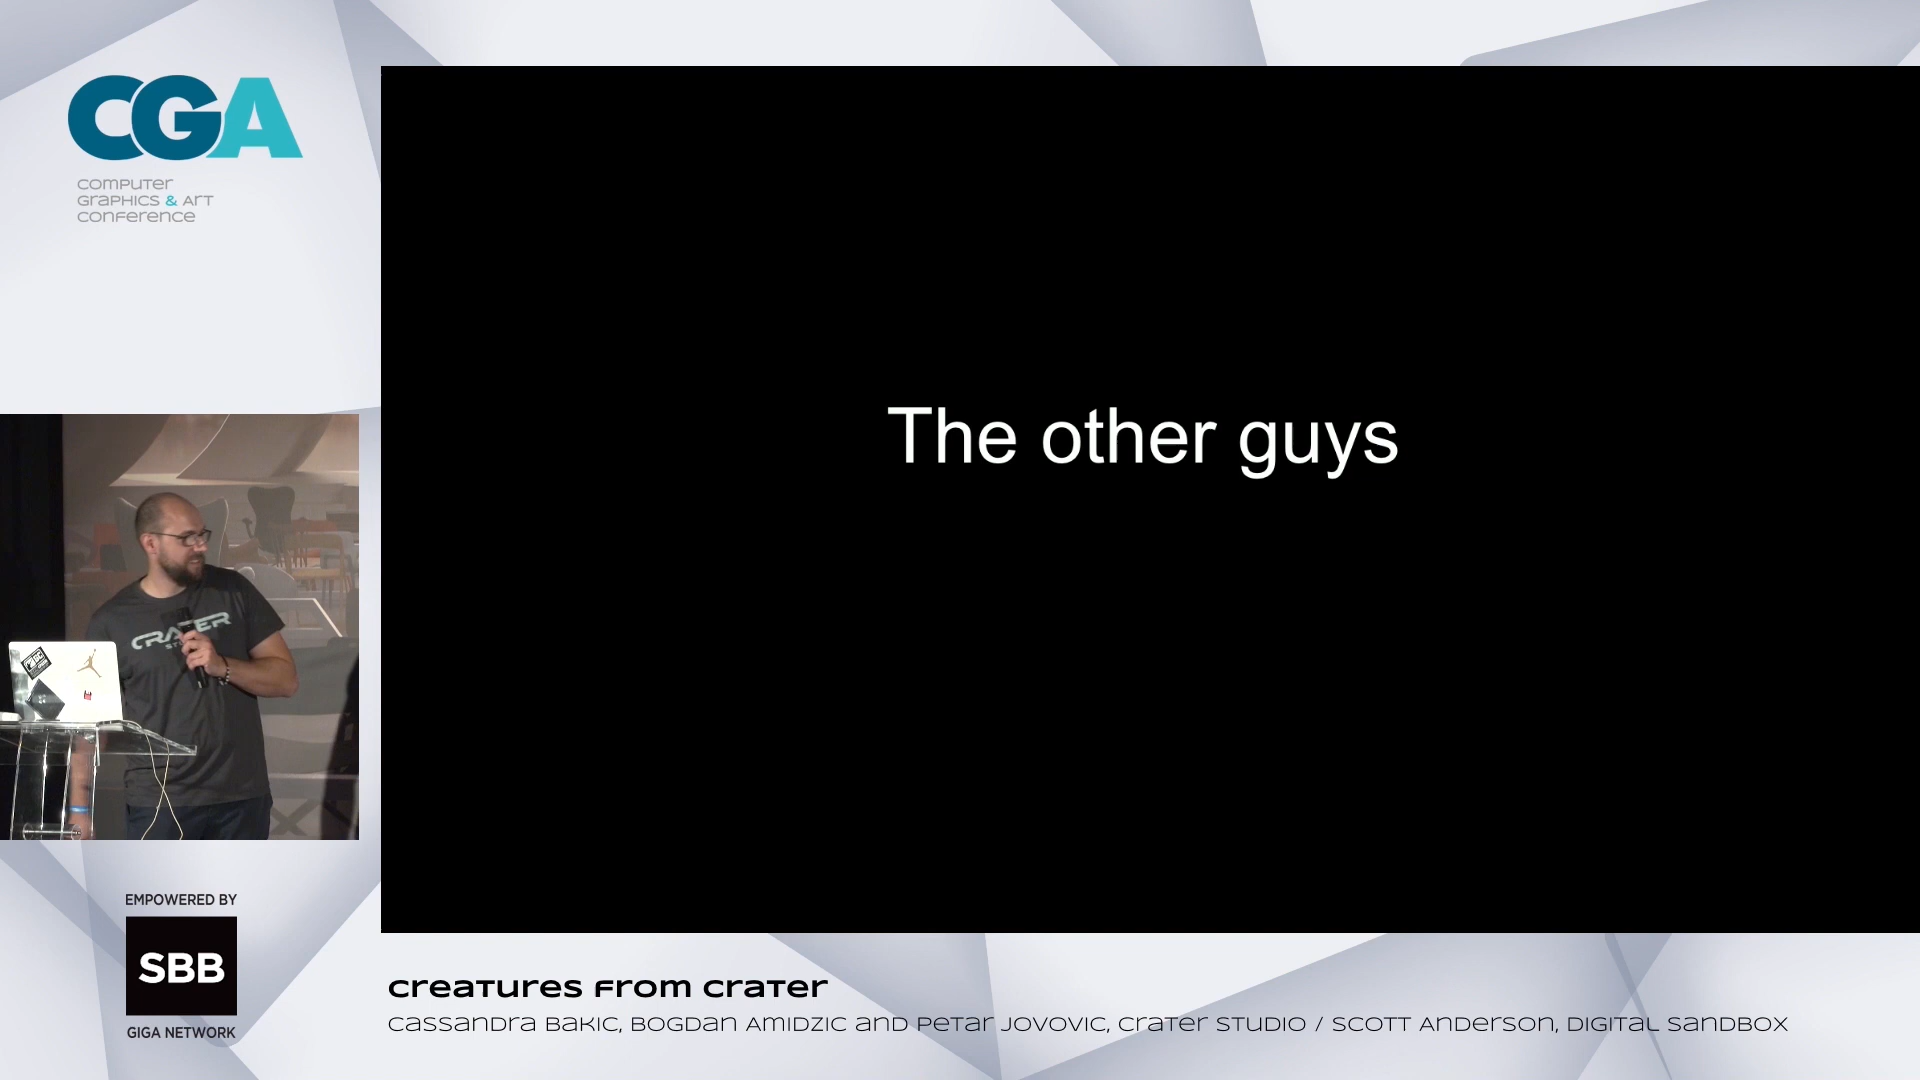 CGA
COMPUTER
GRAPHICS & ART
CONFERENCE
The other guys
CRATER
EMPOWERED BY
SBB
GIGA NETWORK
creatures from crater
cassandra Bakic, Bogdan Amidzic and Petar Jovovic, crater studio / Scott Anderson, Digital Sandbox